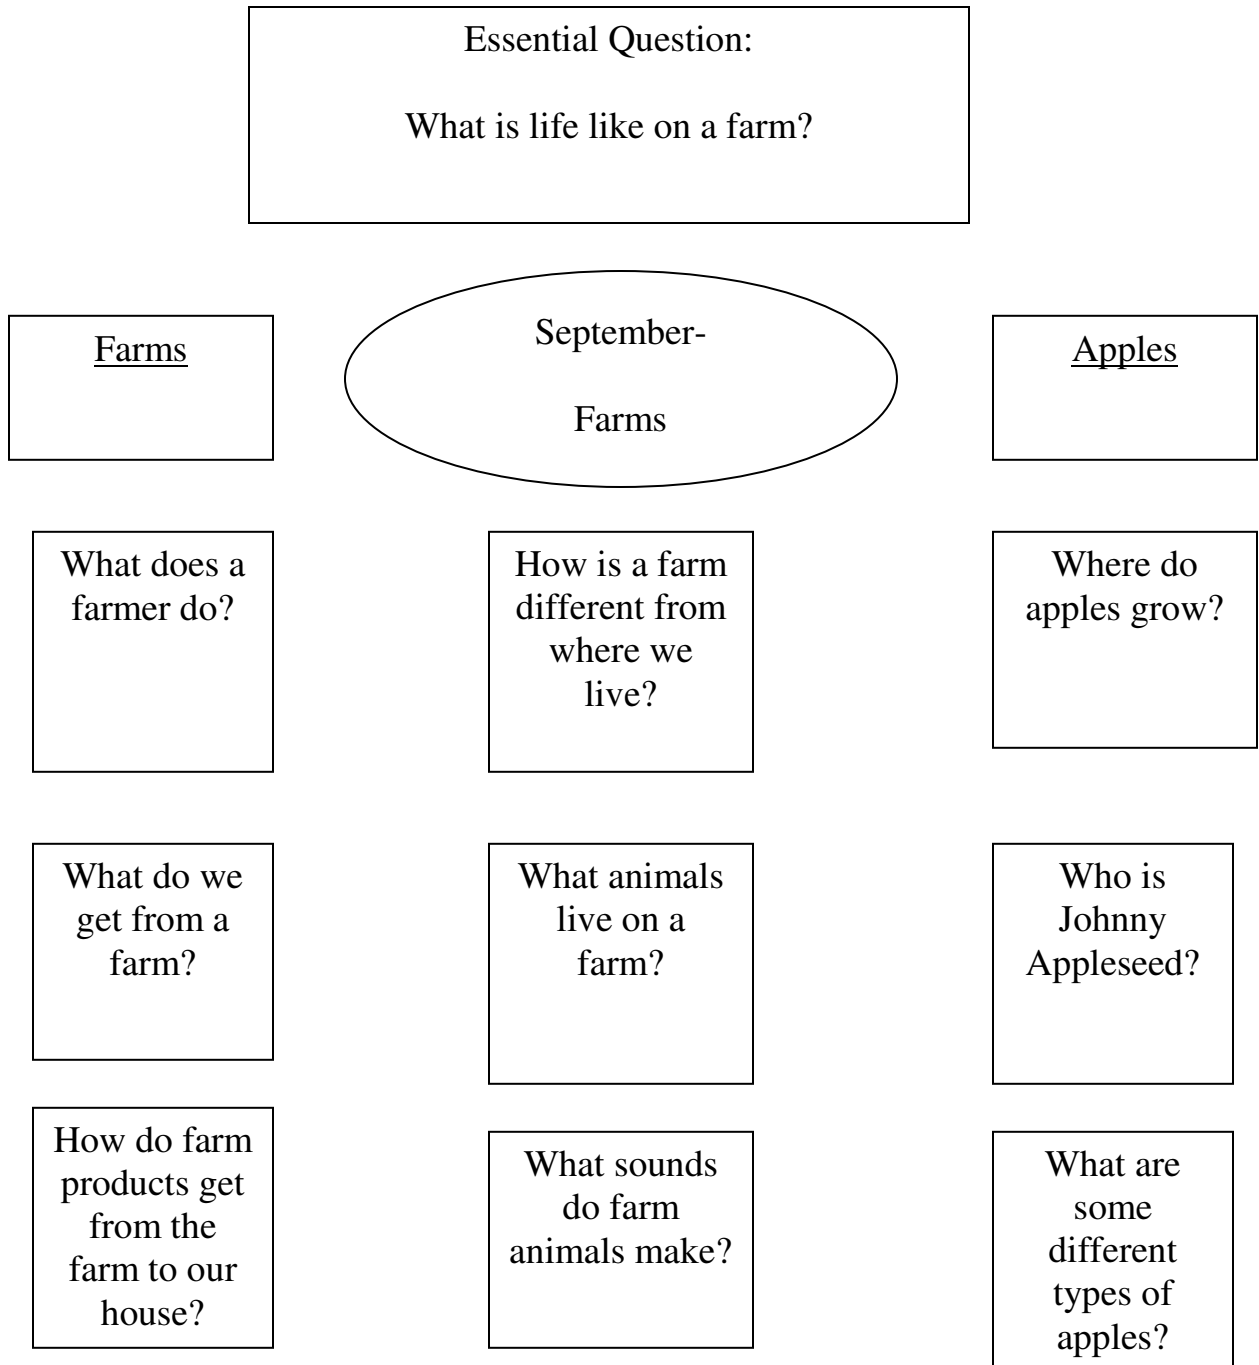 Essential Question:
What is life like on a farm?
Farms
September-
Farms
Apples
What does a
farmer do?
How is a farm
different from
where we
live?
Where do
apples grow?
What do we
get from a
farm?
What animals
live on a
farm?
Who is
Johnny
Appleseed?
How do farm
products get
from the
farm to our
house?
What sounds
do farm
animals make?
What are
some
different
types of
apples?